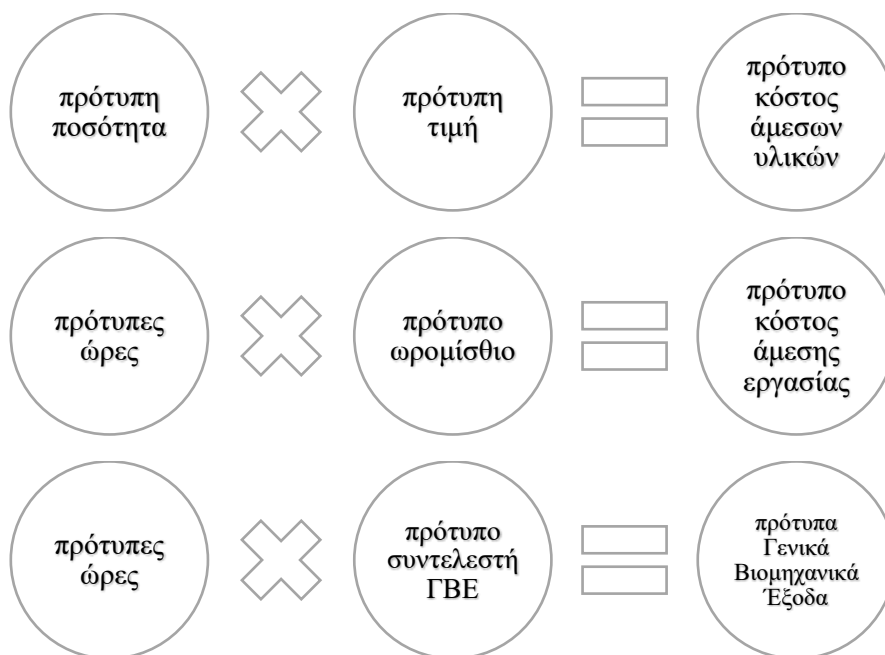 πρότυπη
ποσότητα
πρότυπη
τιμή
πρότυπο
κόστος
άμεσων
υλικών
πρότυπες
ώρες
πρότυπο
ωρομίσθιο
πρότυπο
κόστος
άμεσης
εργασίας
πρότυπες
ώρες
πρότυπο
συντελεστή
ΓΒΕ
πρότυπα
Γενικά
Βιομηχανικά
Έξοδα